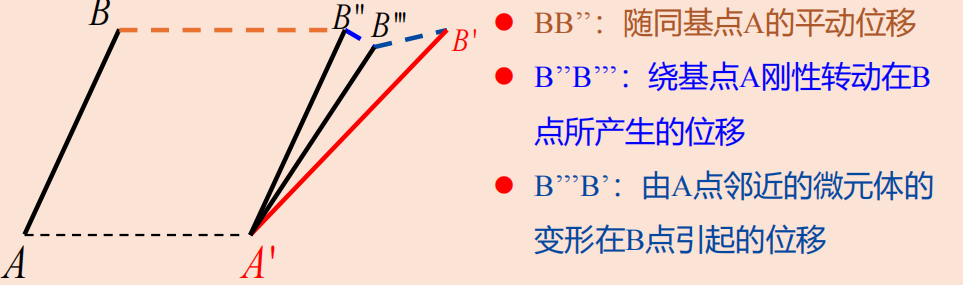 B
B''
B'''
B'
A
A'
● BB’’：随同基点A的平动位移
● B’’B’’’：绕基点A刚性转动在B
点所产生的位移
● B’’’B’：由A点邻近的微元体的
变形在B点引起的位移